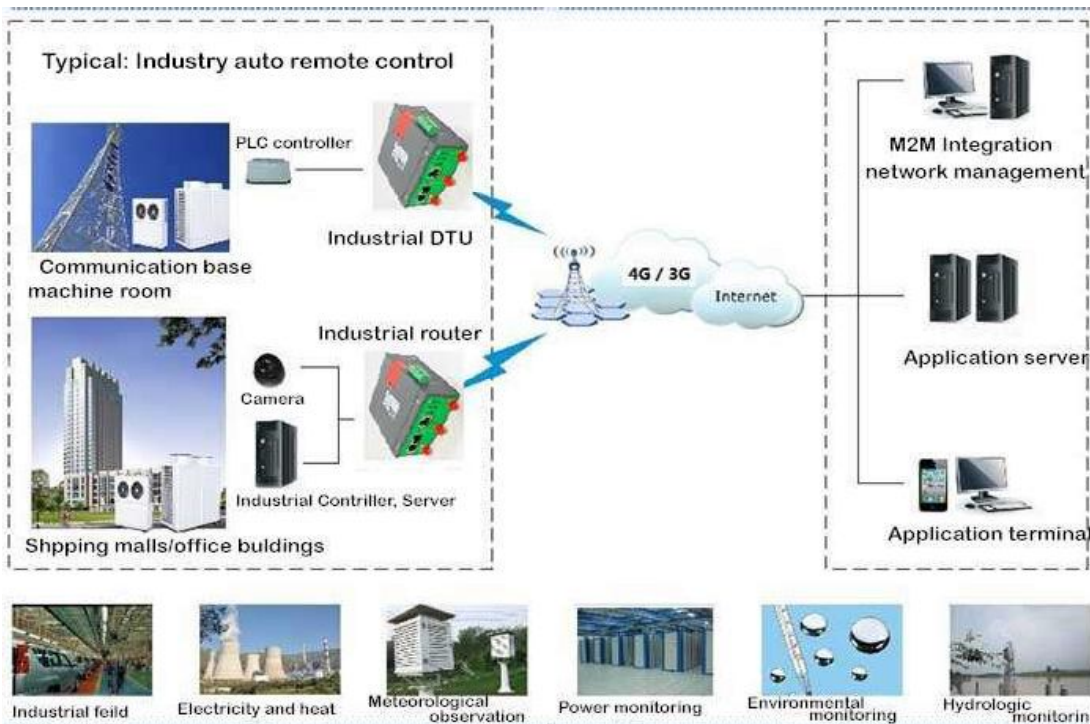 Typical: Industry auto remote control
PLC controller
Industrial DTU
Communication base
machine room
Industrial router
Camera
Industrial Contriller, Server
Shpping malls/office buldings
4G / 3G
Internet
M2M Integration
network management
Application server
Application terminal
Industrial feild
Electricity and heat
Meteorological
observation
Power monitoring
Environmental
monitoring
Hydrologic
monitoring